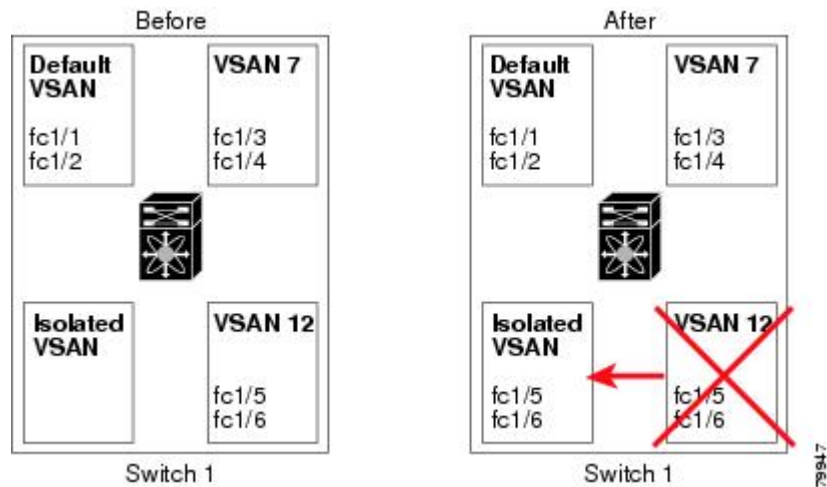 Before
Default
VSAN
fc1/1
fc1/2
VSAN 7
fc1/3
fc1/4
Isolated
VSAN
VSAN 12
fc1/5
fc1/6
Switch 1
After
Default
VSAN
fc1/1
fc1/2
VSAN 7
fc1/3
fc1/4
Isolated
VSAN
fc1/5
fc1/6
VSAN 12
fc1/5
fc1/6
Switch 1
79947